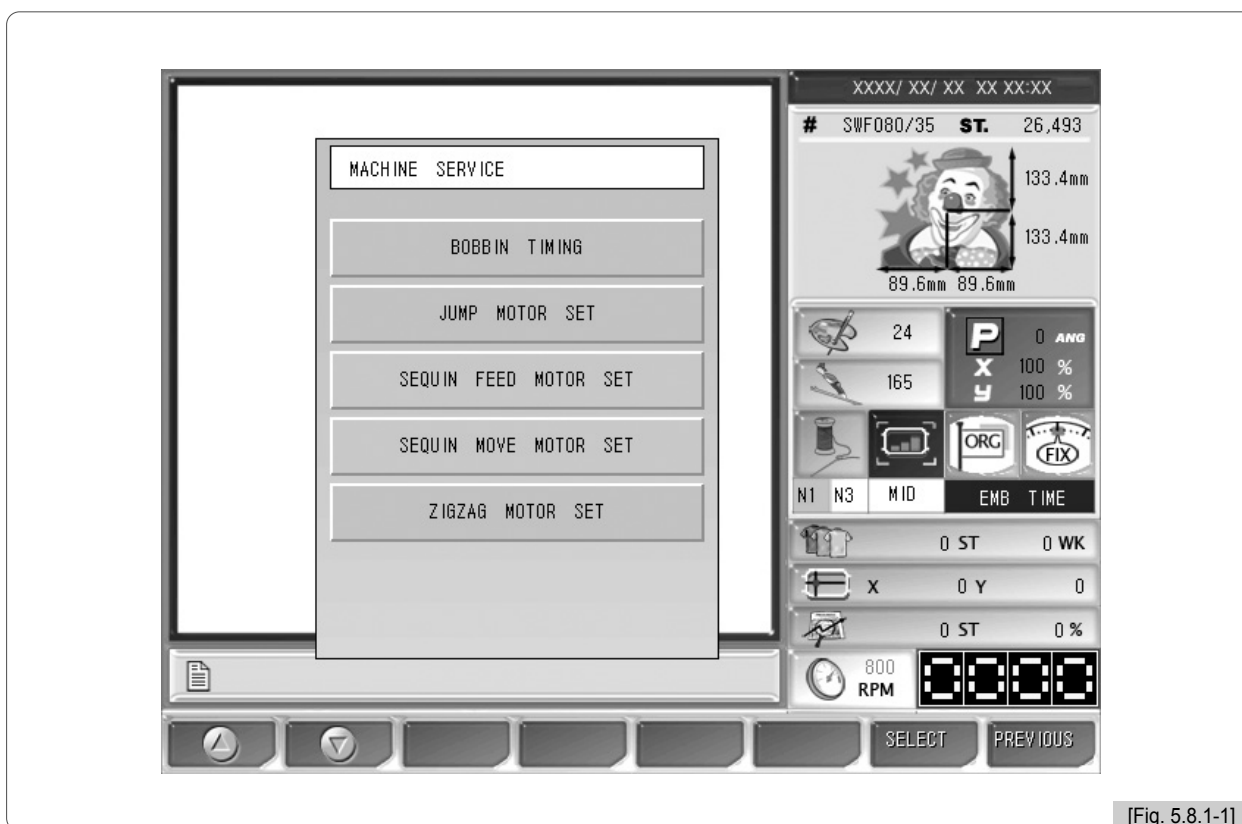 XXXX/ XX/ XX XX XX:XX
# SWF080/35 ST. 26,493
133.4mm
133.4mm
89.6mm 89.6mm
MACHINE SERVICE
BOBBIN TIMING
JUMP MOTOR SET
SEQUIN FEED MOTOR SET
SEQUIN MOVE MOTOR SET
ZIGZAG MOTOR SET
24
165
P 0 ANG
X 100 %
Y 100 %
ORG
FIX
N1 N3 MID EMB TIME
0 ST 0 WK
X 0 Y 0
0 ST 0 %
800
RPM
0000
SELECT PREVIOUS
[Fig. 5.8.1-1]